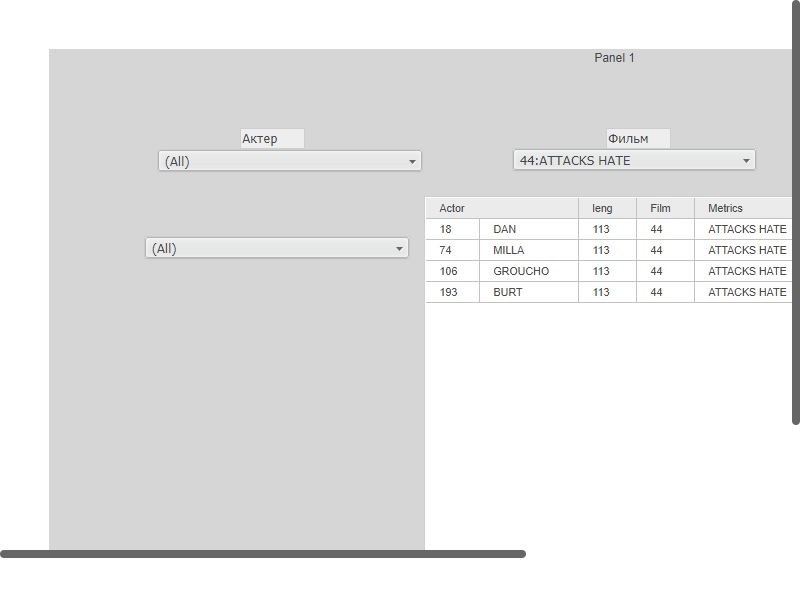 Panel 1
Актер
Фильм
(All)
44:ATTACKS HATE
Actor leng Film Metrics
18 DAN 113 44 ATTACKS HATE
(All)
74 MILLA 113 44 ATTACKS HATE
106 GROUCHO 113 44 ATTACKS HATE
193 BURT 113 44 ATTACKS HATE